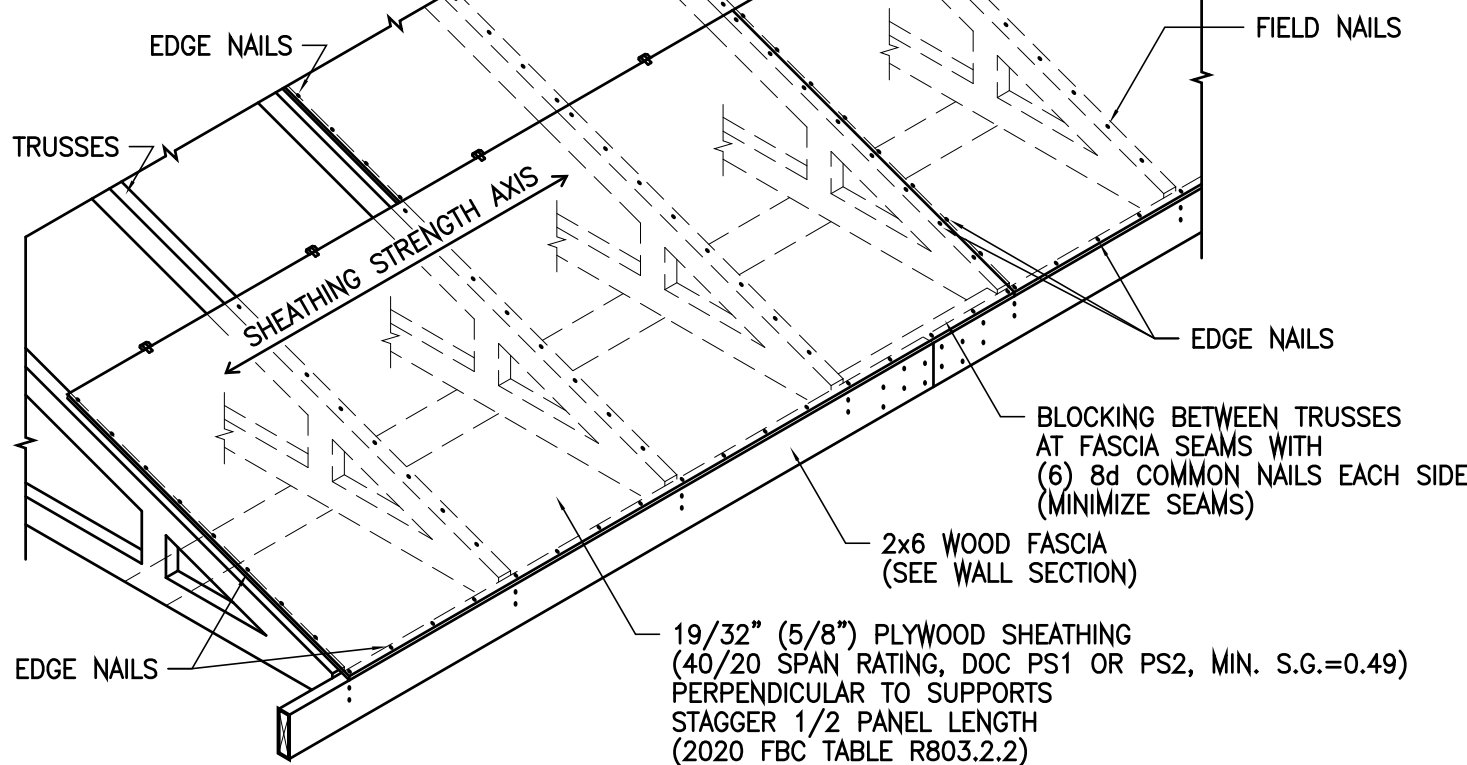 EDGE NAILS
FIELD NAILS
TRUSSES
SHEATHING STRENGTH AXIS
EDGE NAILS
BLOCKING BETWEEN TRUSSES
AT FASCIA SEAMS WITH
(6) 8d COMMON NAILS EACH SIDE
(MINIMIZE SEAMS)
2x6 WOOD FASCIA
(SEE WALL SECTION)
19/32" (5/8") PLYWOOD SHEATHING
(40/20 SPAN RATING, DOC PS1 OR PS2, MIN. S.G.=0.49)
PERPENDICULAR TO SUPPORTS
STAGGER 1/2 PANEL LENGTH
(2020 FBC TABLE R803.2.2)
EDGE NAILS